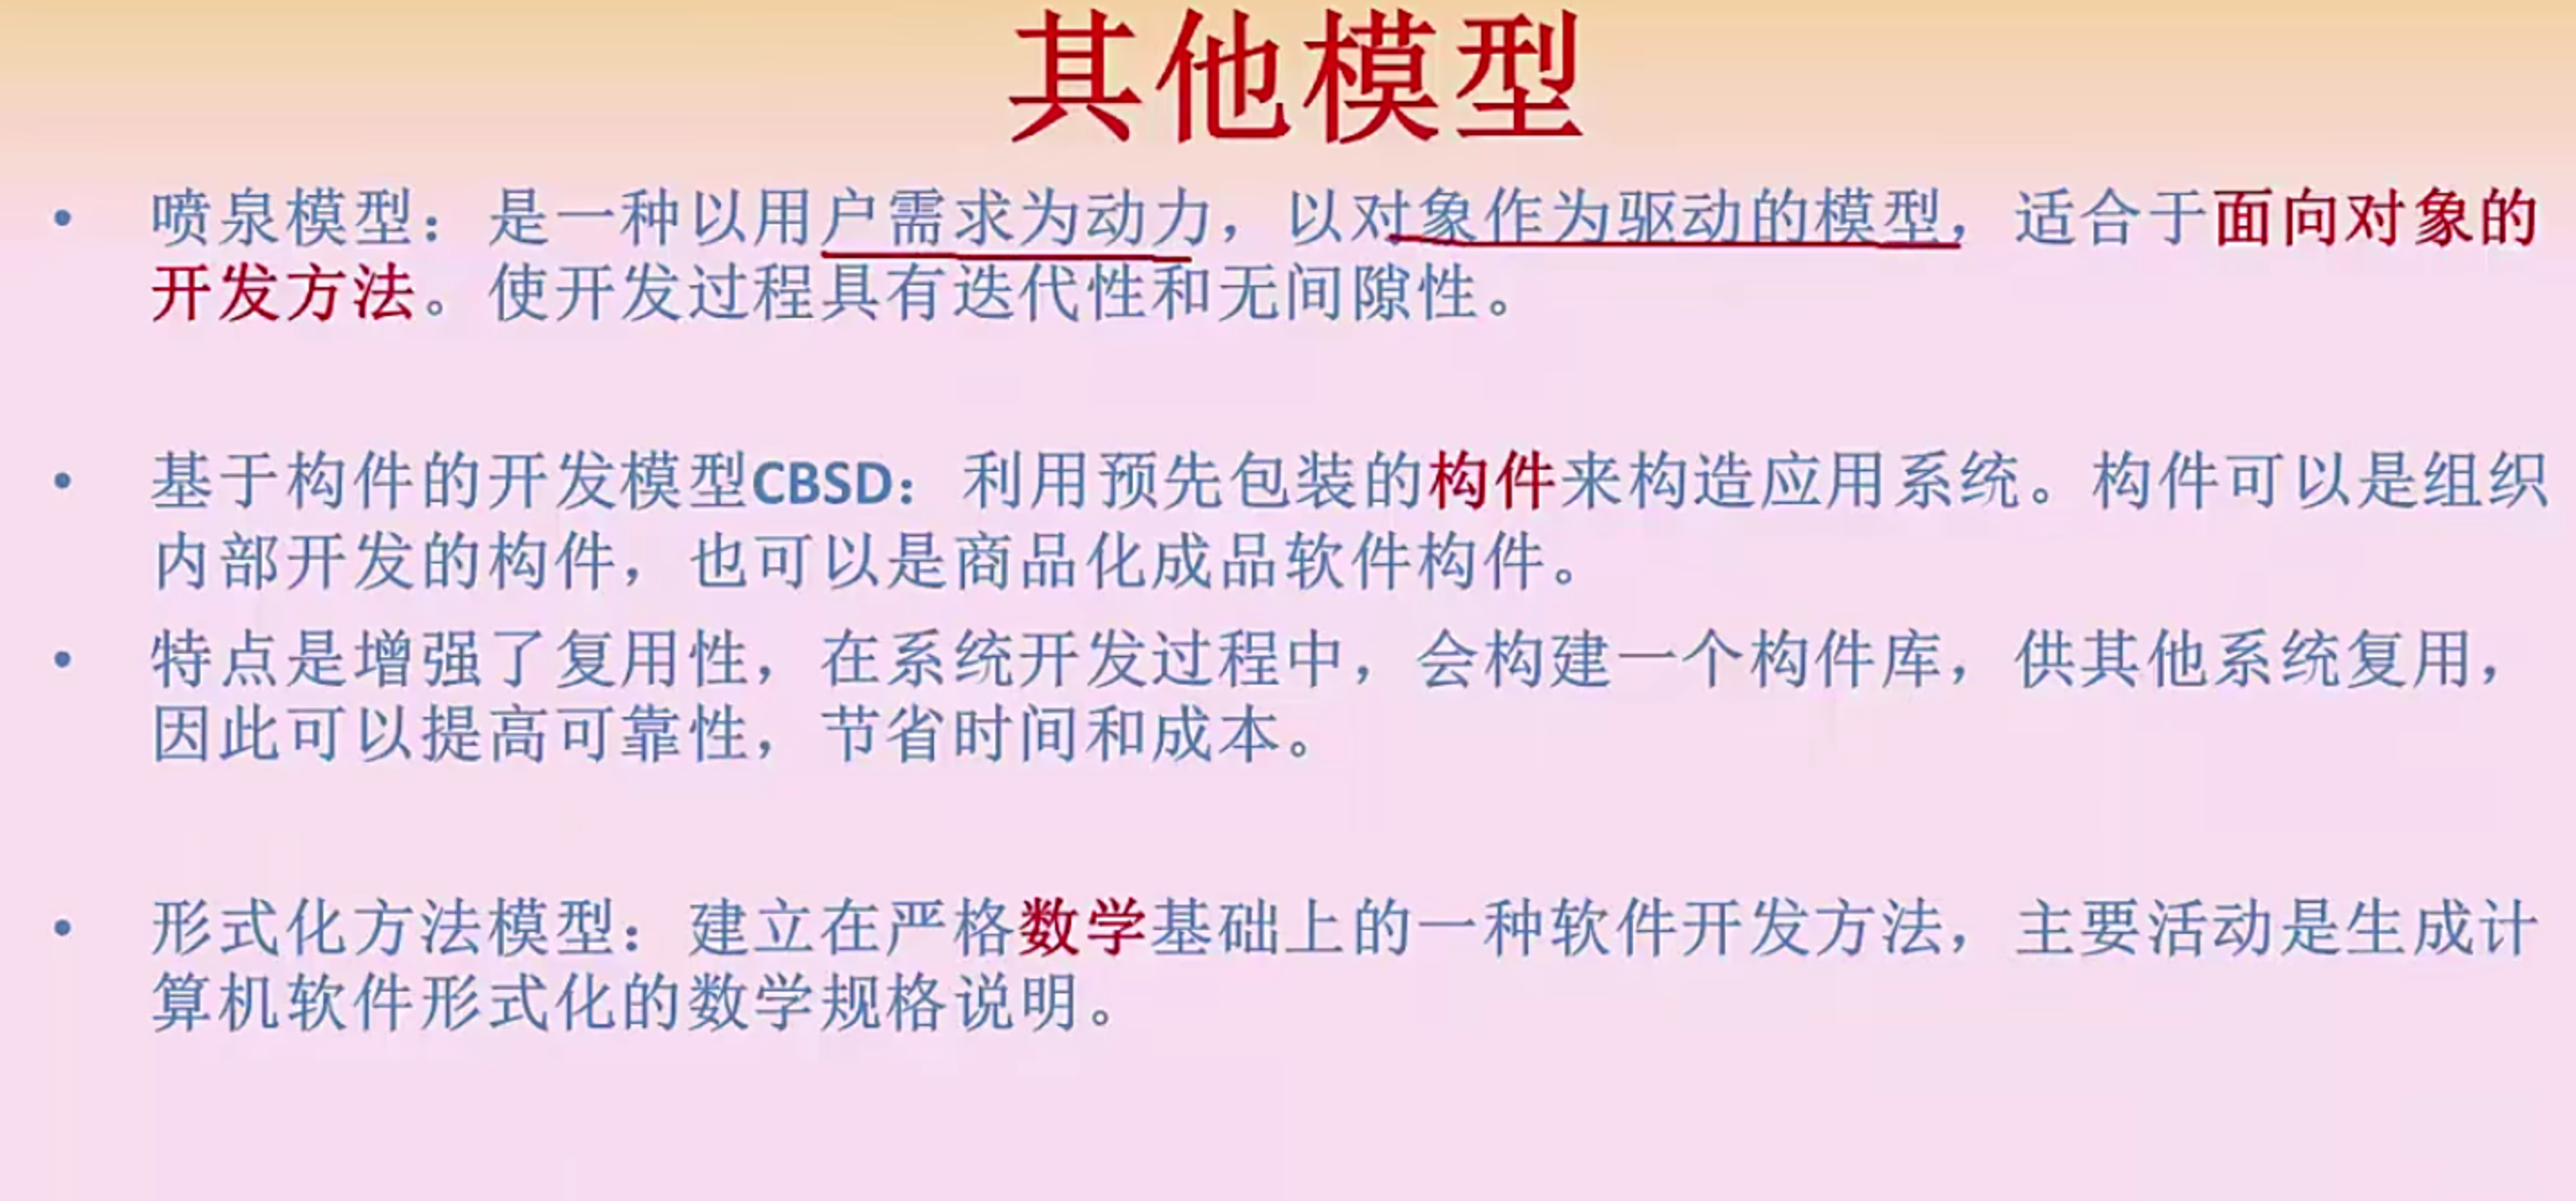 其他模型
• 喷泉模型：是一种以用户需求为动力，以对象作为驱动的模型，适合于面向对象的
开发方法。使开发过程具有迭代性和无间隙性。
• 基于构件的开发模型CBSD：利用预先包装的构件来构造应用系统。构件可以是组织
内部开发的构件，也可以是商品化成品软件构件。
• 特点是增强了复用性，在系统开发过程中，会构建一个构件库，供其他系统复用，
因此可以提高可靠性，节省时间和成本。
• 形式化方法模型：建立在严格数学基础上的一种软件开发方法，主要活动是生成计
算机软件形式化的数学规格说明。